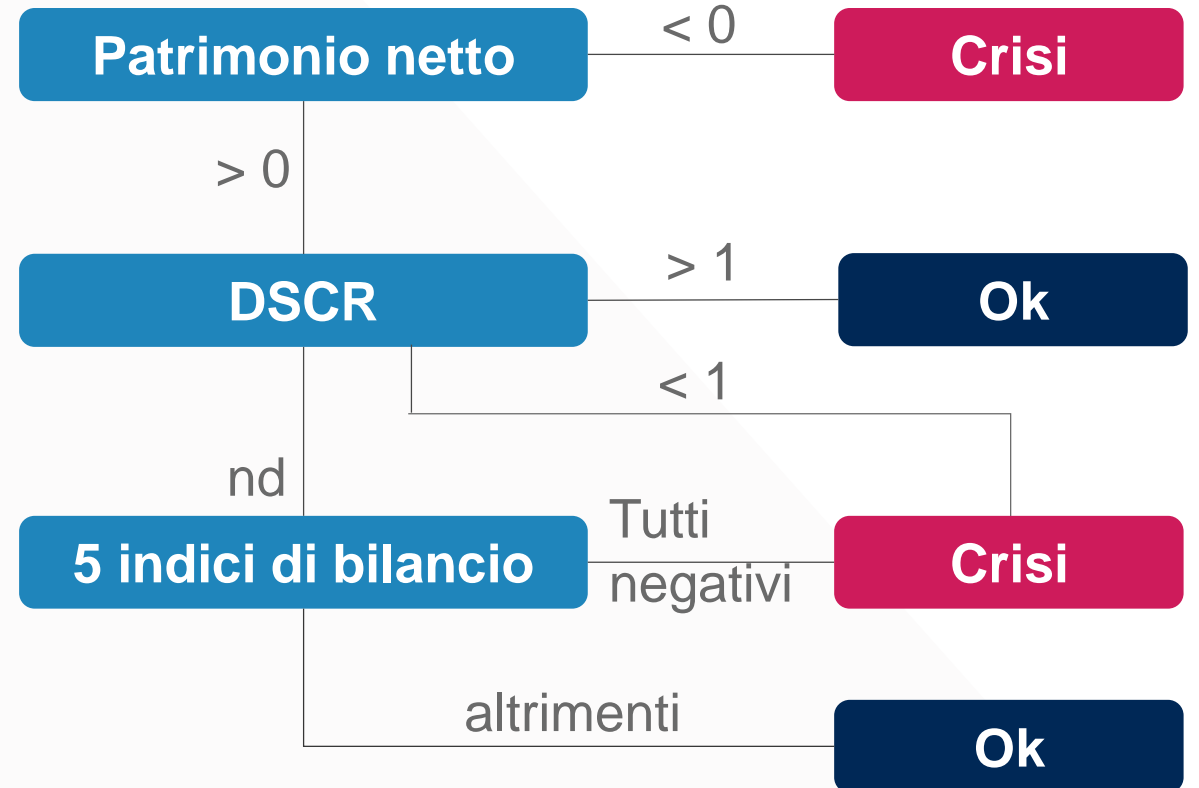 Patrimonio netto
< 0
Crisi
> 0
DSCR
> 1
Ok
< 1
nd
5 indici di bilancio
Tutti
negativi
Crisi
altrimenti
Ok